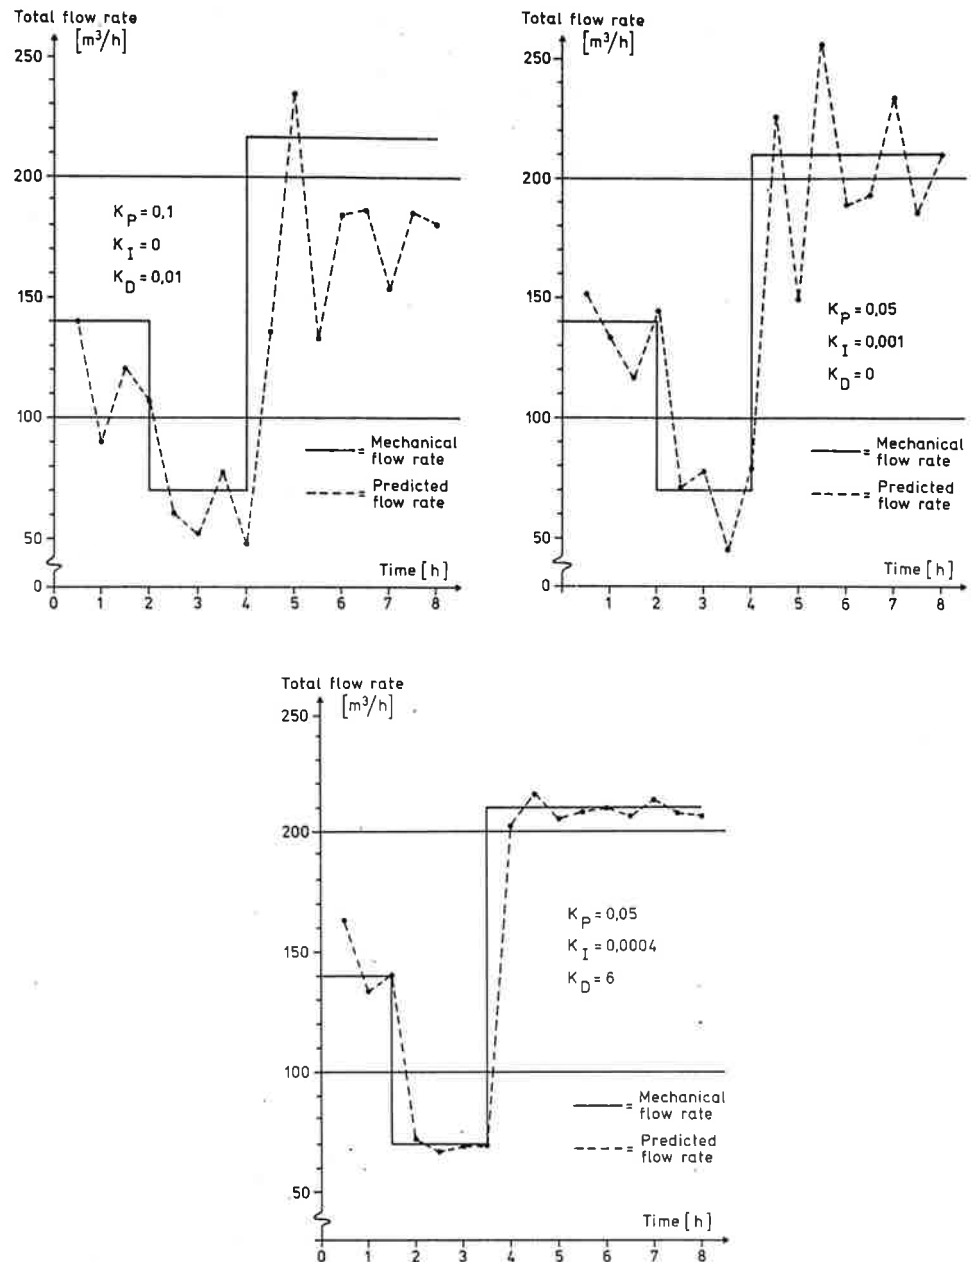 Total flow rate
[m³/h]
250
200
150
100
50
0
K_P = 0,1
K_I = 0
K_D = 0,01
= Mechanical
flow rate
= Predicted
flow rate
Time [h]
0 1 2 3 4 5 6 7 8
Total flow rate
[m³/h]
250
200
150
100
50
0
K_P = 0,05
K_I = 0,001
K_D = 0
= Mechanical
flow rate
= Predicted
flow rate
Time [h]
1 2 3 4 5 6 7 8
Total flow rate
[m³/h]
250
200
150
100
50
K_P = 0,05
K_I = 0,0004
K_D = 6
= Mechanical
flow rate
= Predicted
flow rate
Time [h]
0 1 2 3 4 5 6 7 8